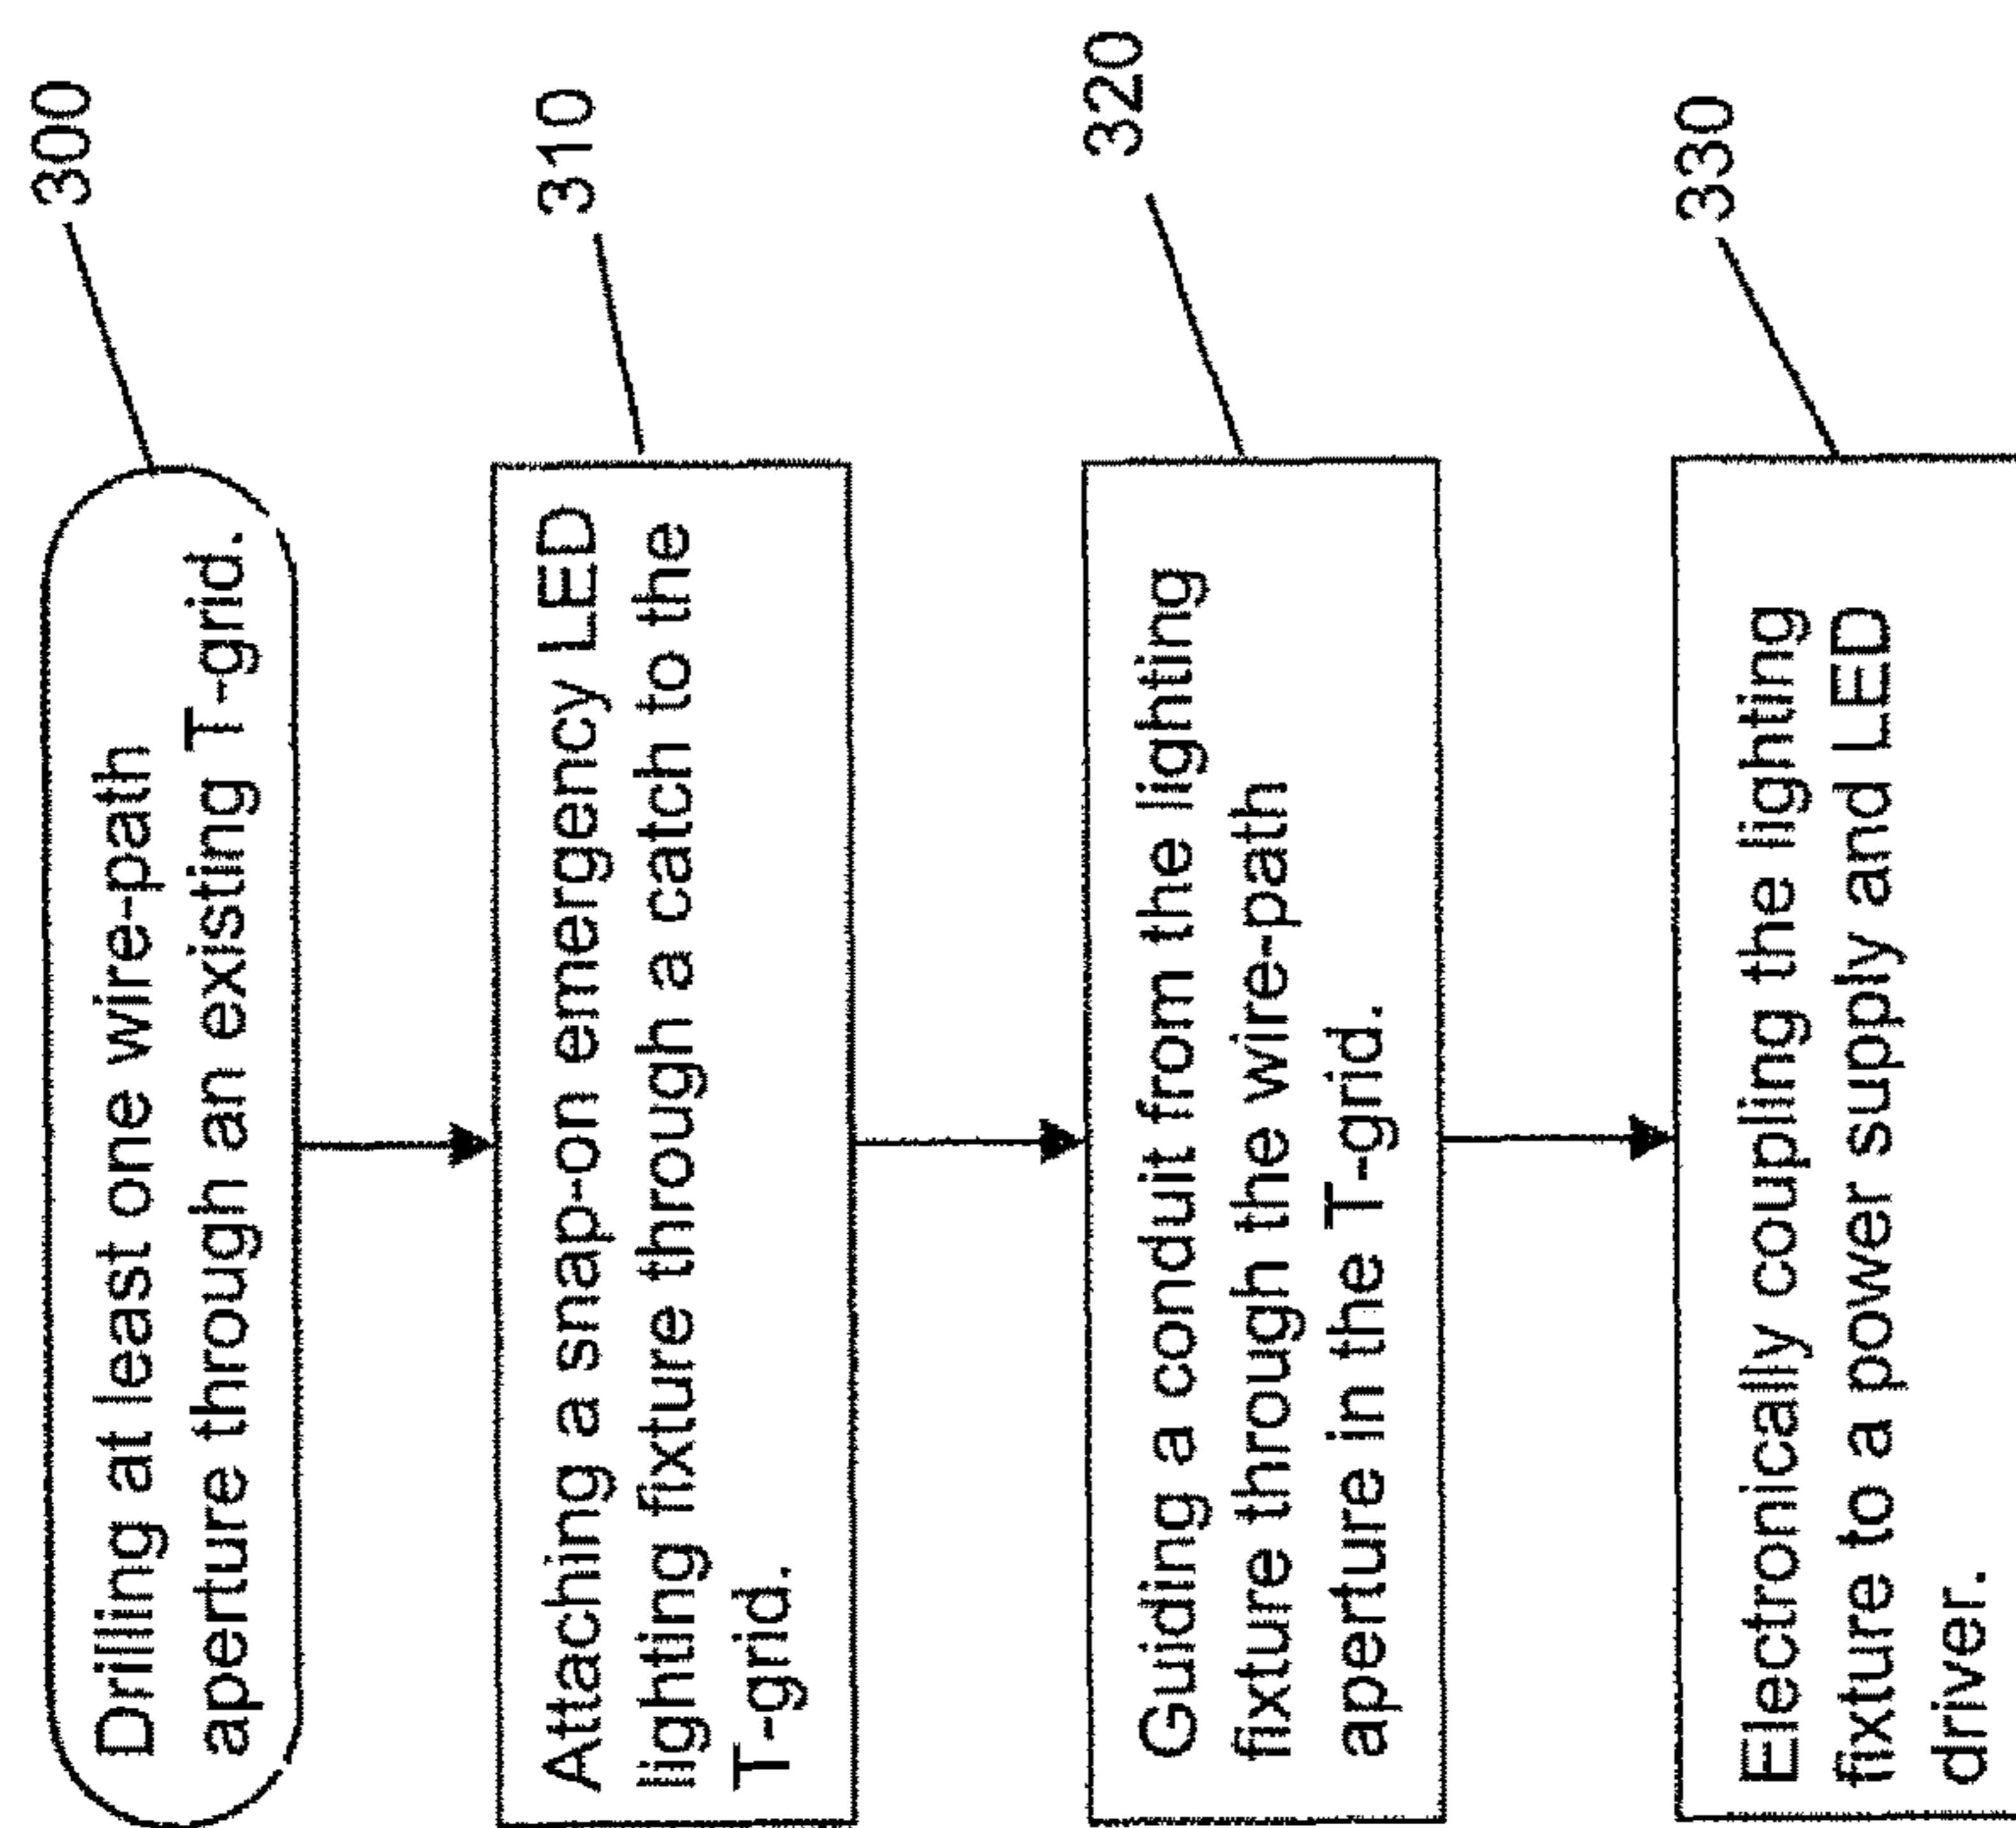 300
Drilling at least one wire-path
aperture through an existing T-grid.
310
Attaching a snap-on emergency LED
lighting fixture through a catch to the
T-grid.
320
Guiding a conduit from the lighting
fixture through the wire-path
aperture in the T-grid.
330
Electronically coupling the lighting
fixture to a power supply and LED
driver.